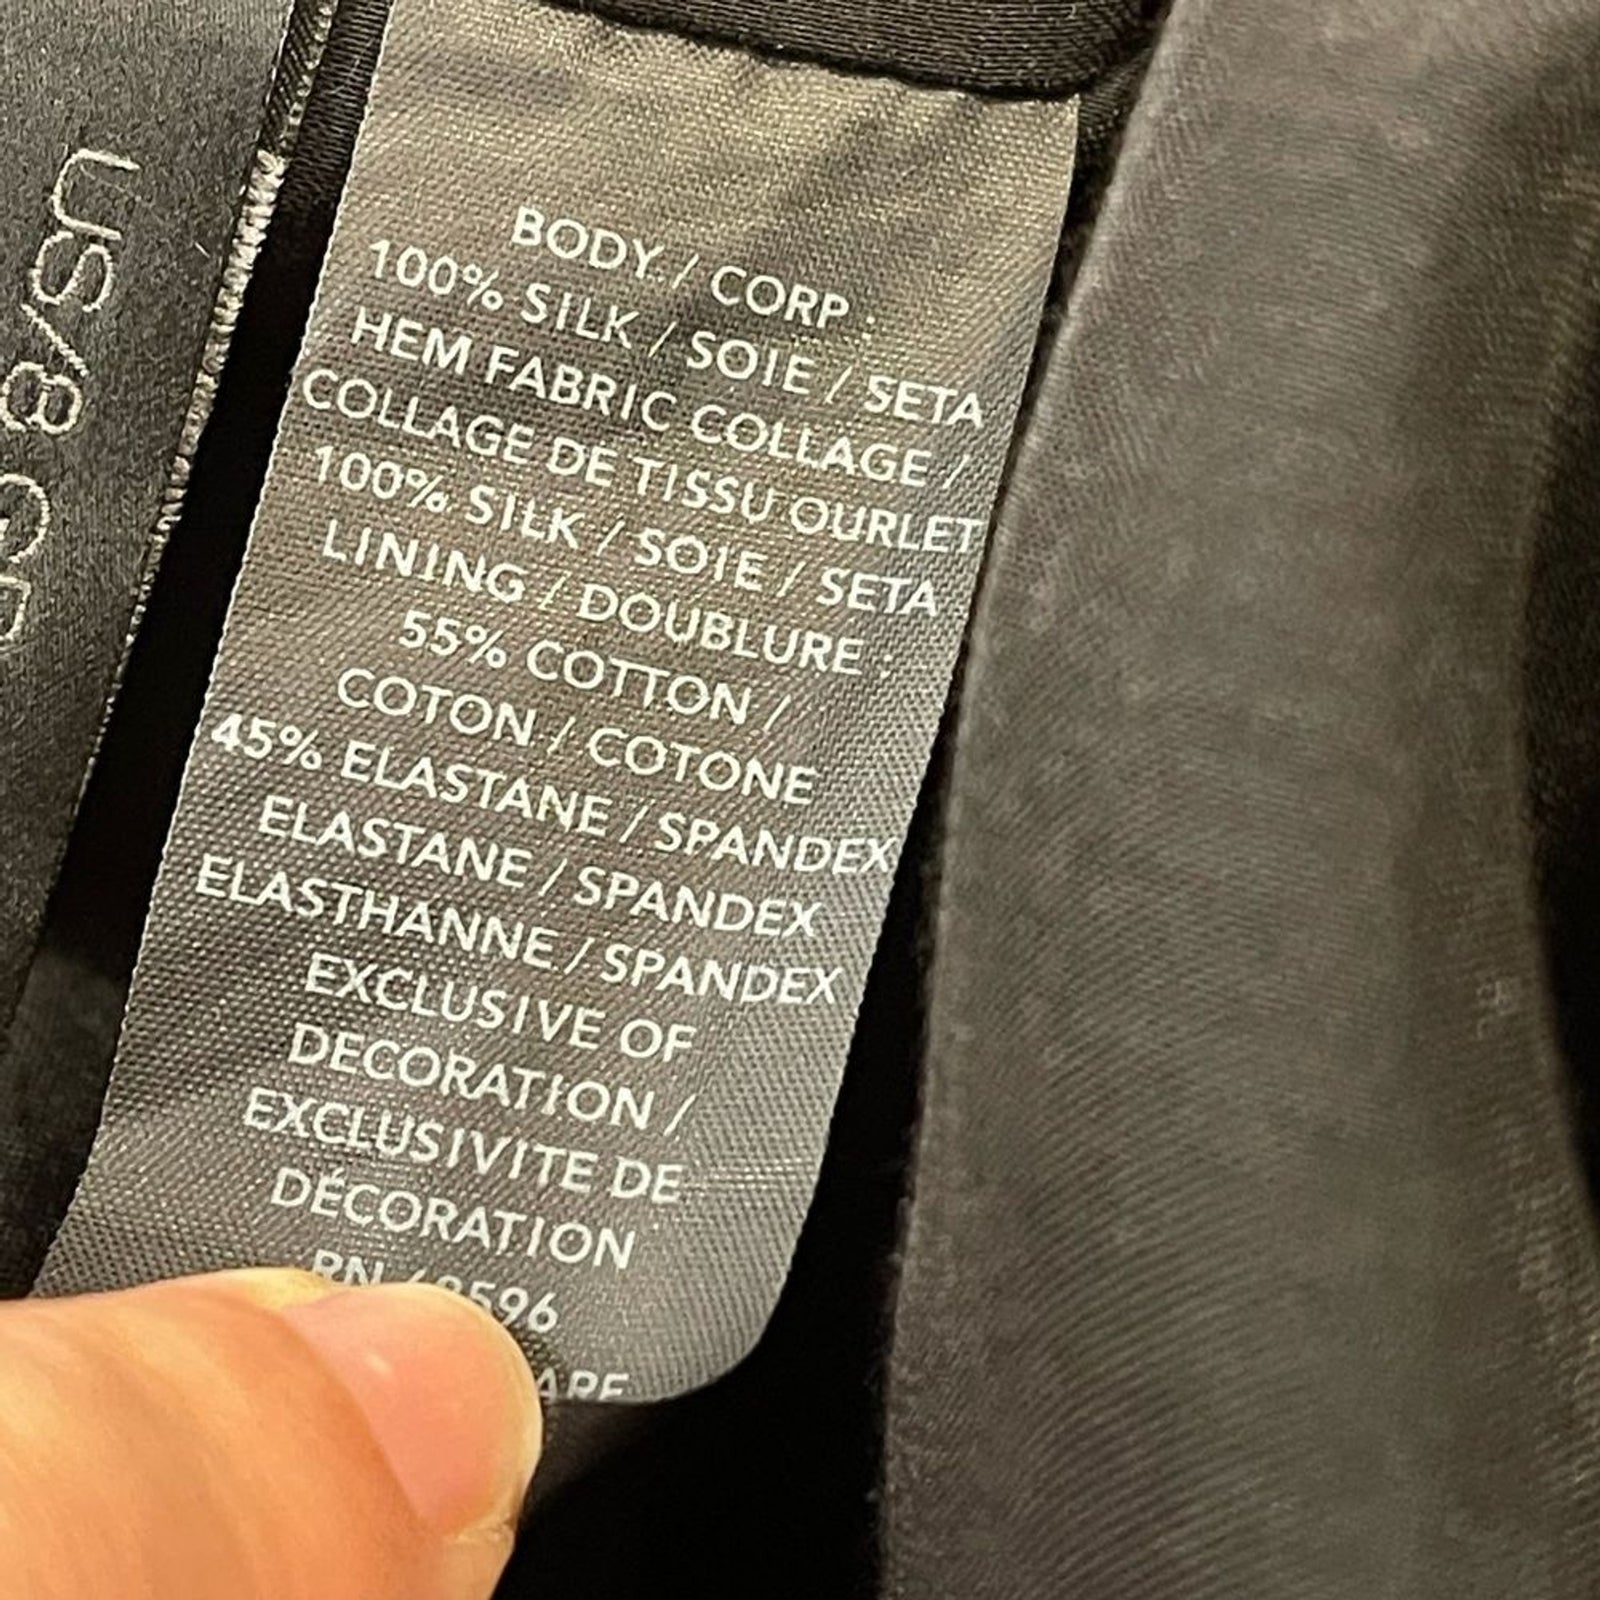 US/8/SN
BODY / CORP :
100% SILK / SOIE / SETA
HEM FABRIC COLLAGE /
COLLAGE DE TISSU OURLET
100% SILK / SOIE / SETA
LINING / DOUBLURE :
55% COTTON /
COTON / COTONE
45% ELASTANE / SPANDEX
ELASTANE / SPANDEX
ELASTHANNE / SPANDEX
EXCLUSIVE OF
DECORATION /
EXCLUSIVITE DE
DÉCORATION
RN